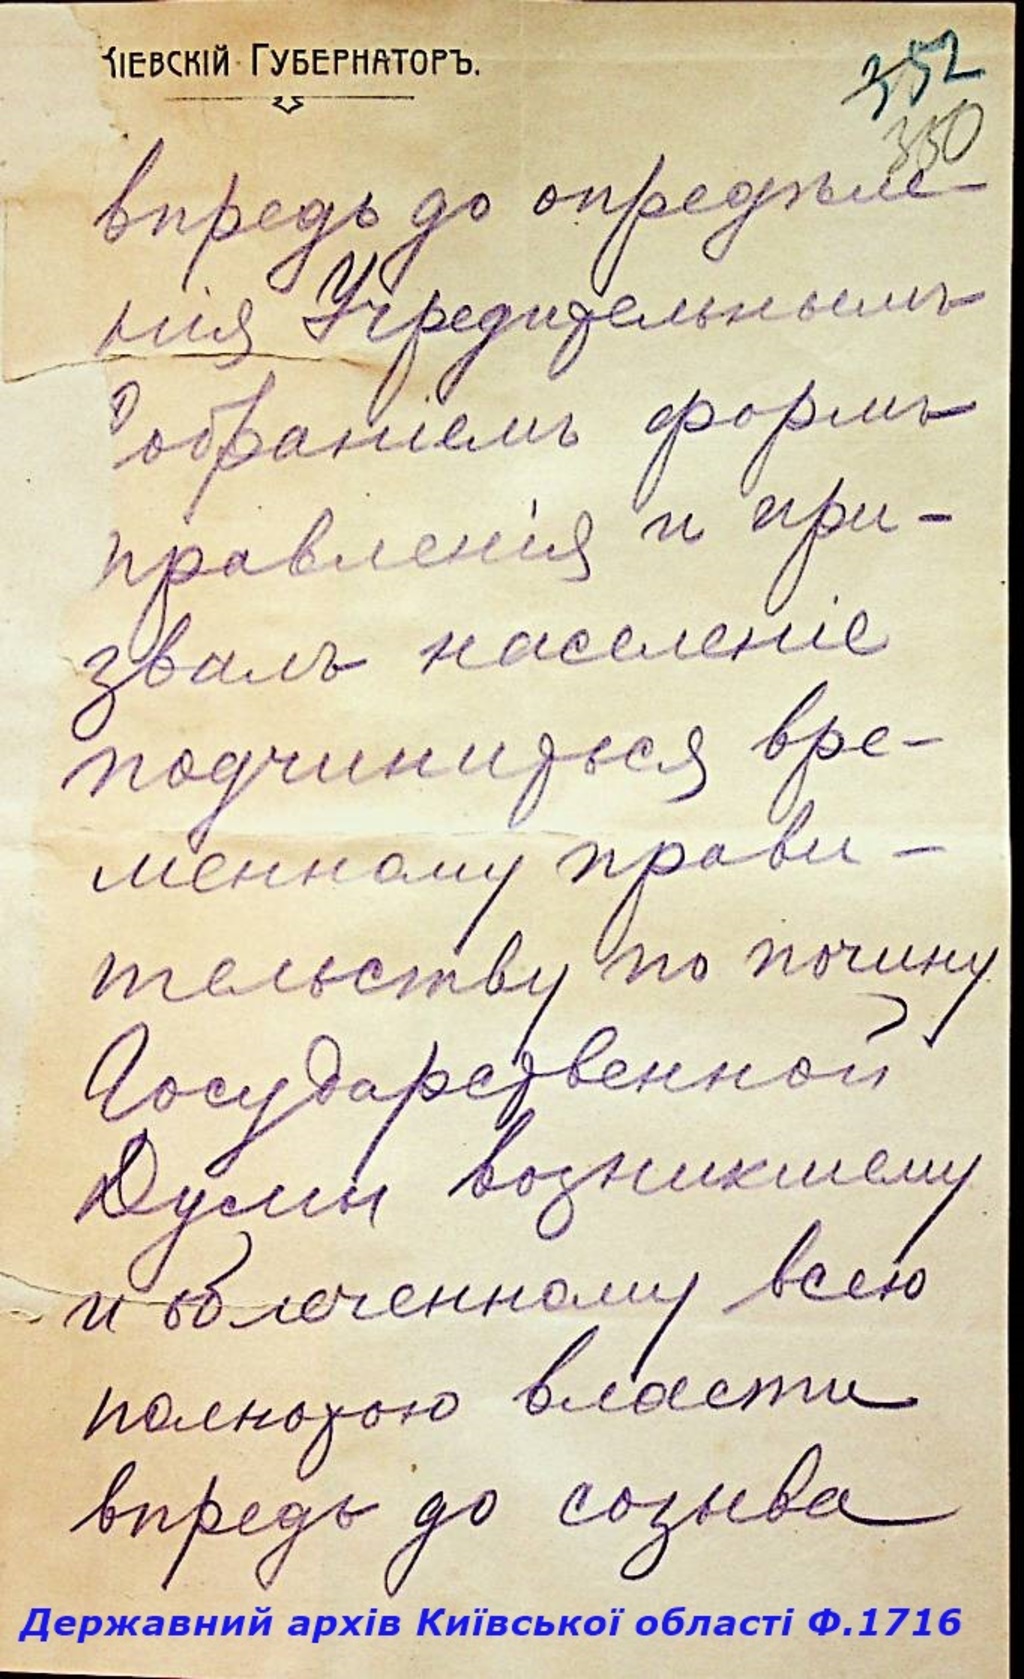 КІЕВСКІЙ ГУБЕРНАТОРЪ.
352
350
впредь до опредѣле-
нія Учредительнымъ
Собраніемъ формъ
правленія и при-
звалъ населеніе
подчиниться вре-
менному прави-
тельству по почину
Государственной
Думы возникшему
и облеченному всею
полнотою власти
впредь до созыва
Державний архів Київської області Ф.1716